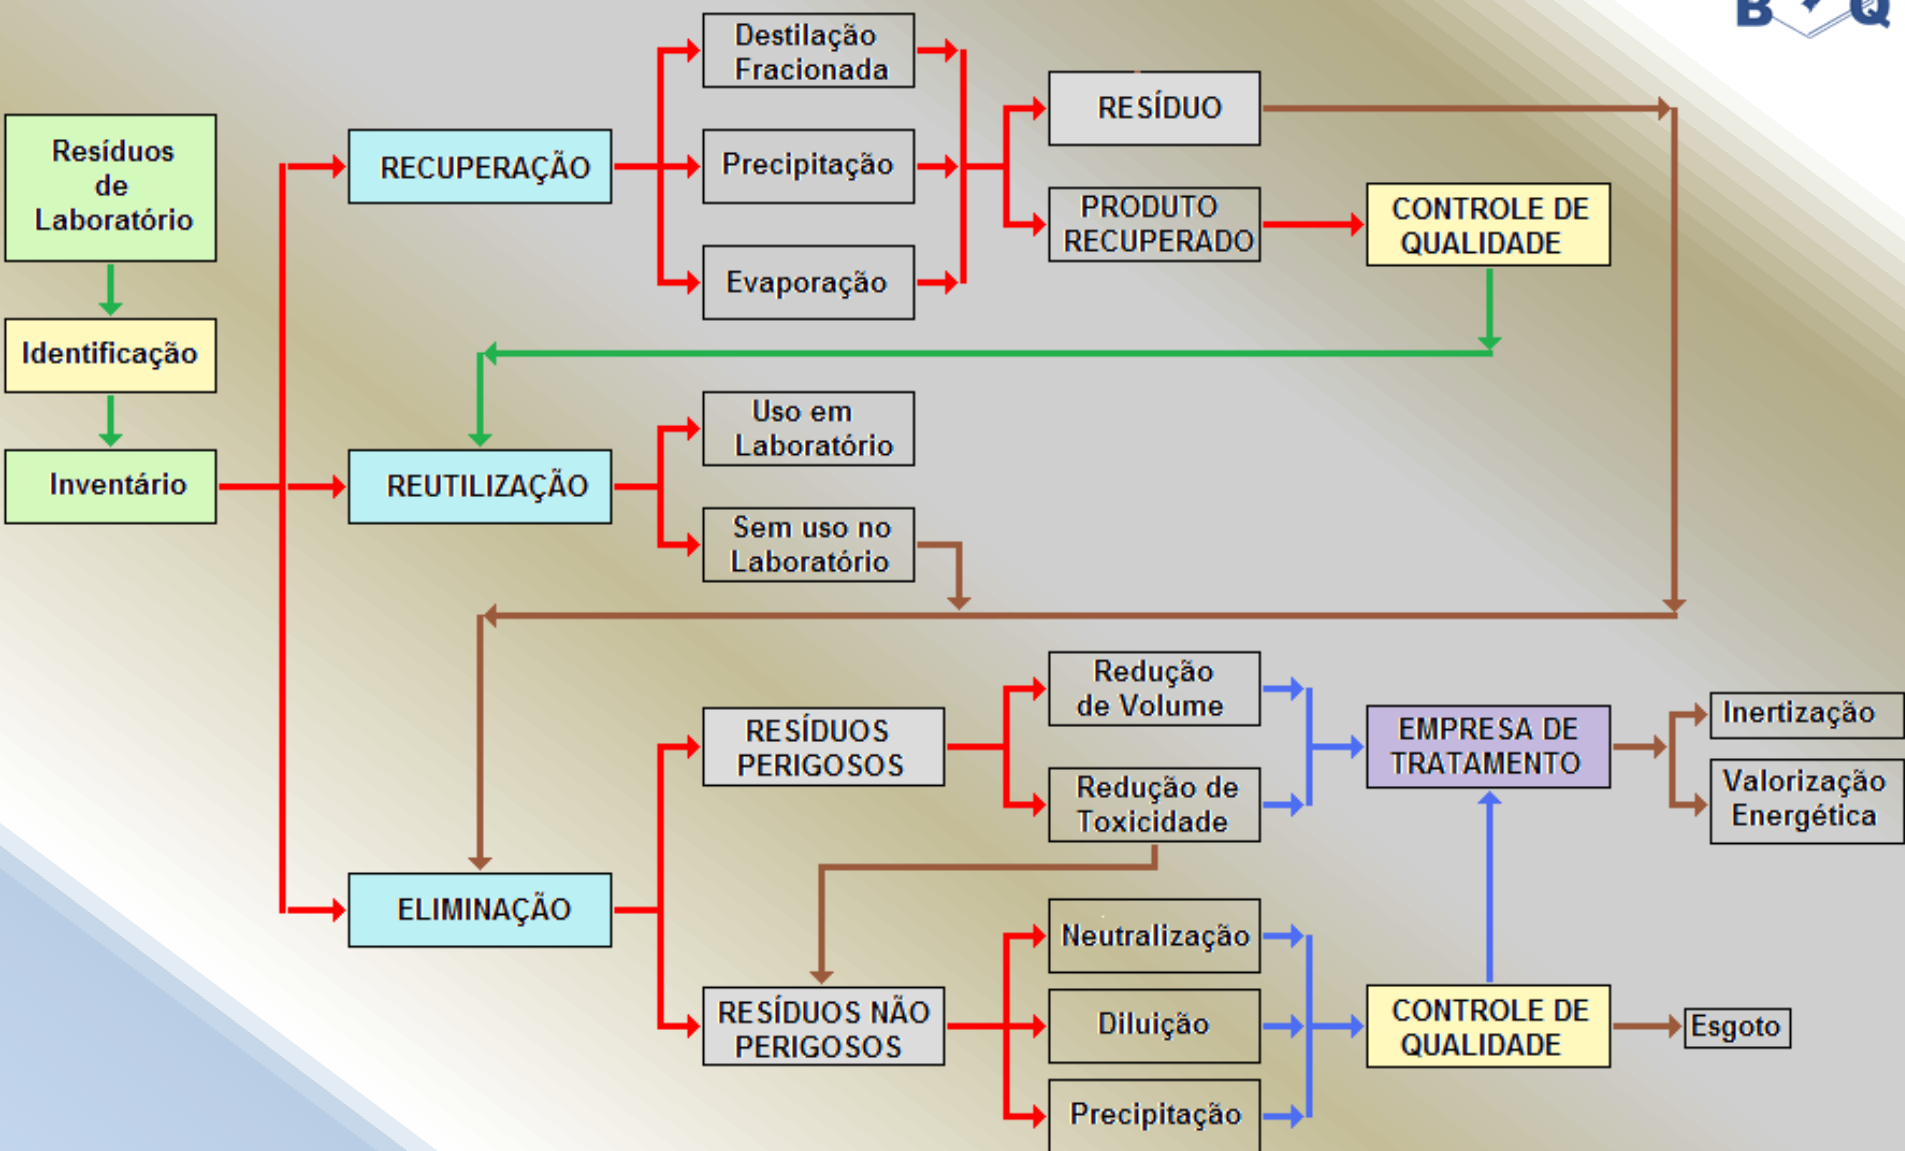 B Q
Resíduos
de
Laboratório
Identificação
Inventário
RECUPERAÇÃO
Destilação
Fracionada
Precipitação
Evaporação
RESÍDUO
PRODUTO
RECUPERADO
CONTROLE DE
QUALIDADE
REUTILIZAÇÃO
Uso em
Laboratório
Sem uso no
Laboratório
ELIMINAÇÃO
RESÍDUOS
PERIGOSOS
Redução
de Volume
Redução de
Toxicidade
EMPRESA DE
TRATAMENTO
Inertização
Valorização
Energética
RESÍDUOS NÃO
PERIGOSOS
Neutralização
Diluição
Precipitação
CONTROLE DE
QUALIDADE
Esgoto